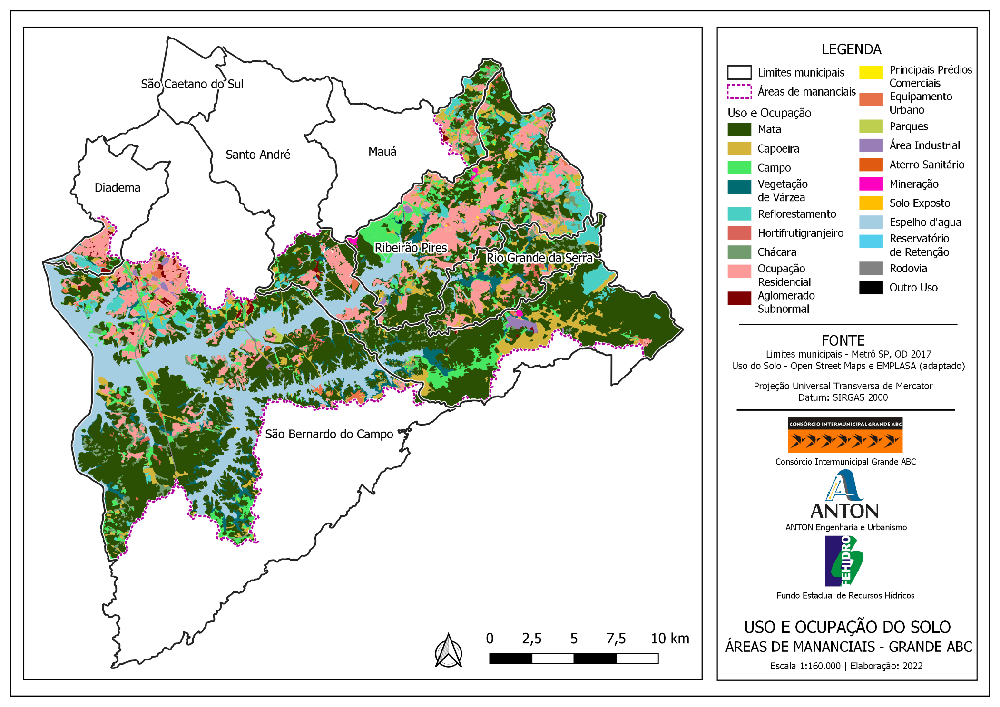 São Caetano do Sul
Santo André
Mauá
Diadema
Ribeirão Pires
Rio Grande da Serra
São Bernardo do Campo
0 2,5 5 7,5 10 km
LEGENDA
Limites municipais
Áreas de mananciais
Uso e Ocupação
Mata
Capoeira
Campo
Vegetação
de Várzea
Reflorestamento
Hortifrutigranjeiro
Chácara
Ocupação
Residencial
Aglomerado
Subnormal
Principais Prédios
Comerciais
Equipamento
Urbano
Parques
Área Industrial
Aterro Sanitário
Mineração
Solo Exposto
Espelho d'agua
Reservatório
de Retenção
Rodovia
Outro Uso
FONTE
Limites municipais - Metrô SP, OD 2017
Uso do Solo - Open Street Maps e EMPLASA (adaptado)
Projeção Universal Transversa de Mercator
Datum: SIRGAS 2000
CONSÓRCIO INTERMUNICIPAL GRANDE ABC
Consórcio Intermunicipal Grande ABC
ANTON
ANTON Engenharia e Urbanismo
FEHIDRO
Fundo Estadual de Recursos Hídricos
USO E OCUPAÇÃO DO SOLO
ÁREAS DE MANANCIAIS - GRANDE ABC
Escala 1:160.000 | Elaboração: 2022